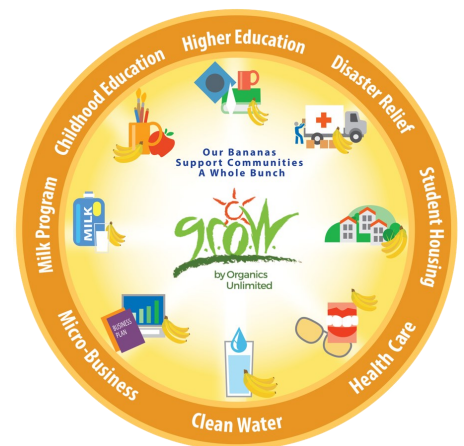 Higher Education
Disaster Relief
Student Housing
Health Care
Clean Water
Micro-Business
Milk Program
Childhood Education
Our Bananas
Support Communities
A Whole Bunch
grow
by Organics
Unlimited
MILK
BUSINESS
PLAN